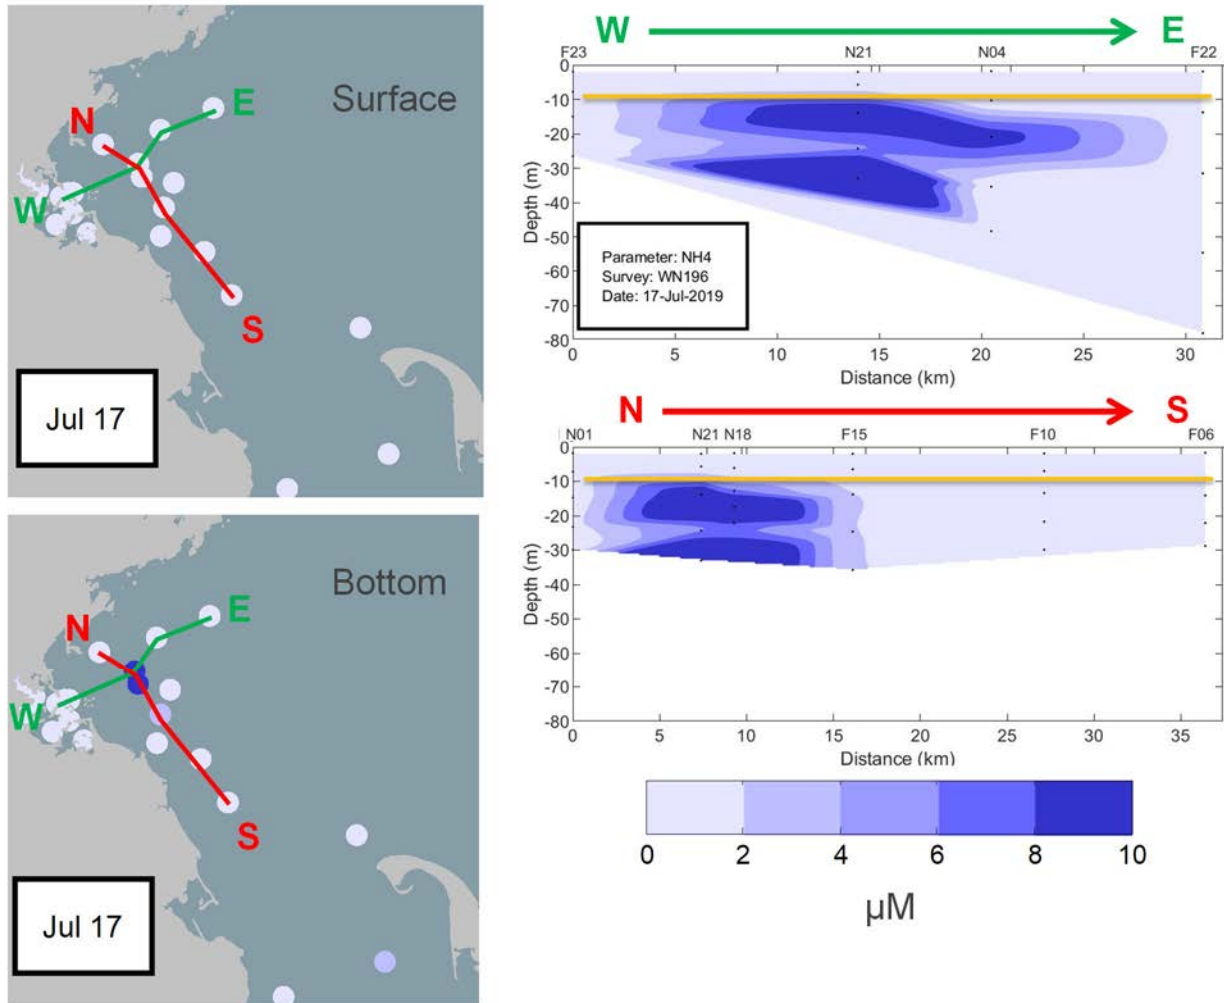 Surface
N
E
W
S
Jul 17
Bottom
N
E
W
S
Jul 17
W E
F23 N21 N04 F22
0
-10
-20
-30
-40
-50
-60
-70
-80
Depth (m)
Parameter: NH4
Survey: WN196
Date: 17-Jul-2019
0 5 10 15 20 25 30
Distance (km)
N S
N01 N21 N18 F15 F10 F06
0
-10
-20
-30
-40
-50
-60
-70
-80
Depth (m)
0 5 10 15 20 25 30 35
Distance (km)
0 2 4 6 8 10
µM